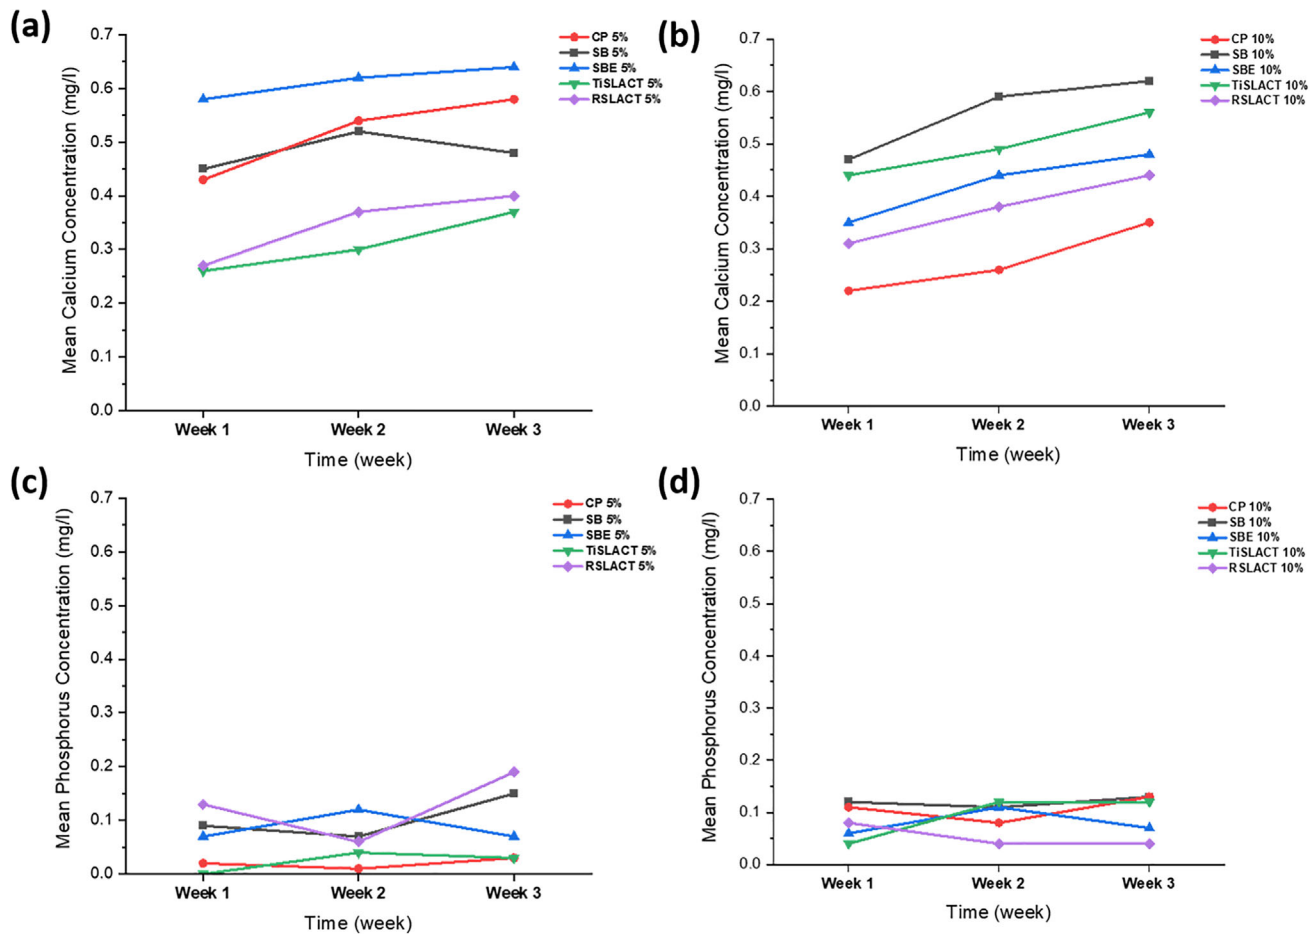 (a)
CP 5%
SB 5%
SBE 5%
TiSLACT 5%
RSLACT 5%
Mean Calcium Concentration (mg/l)
0.7
0.6
0.5
0.4
0.3
0.2
0.1
0.0
Week 1 Week 2 Week 3
Time (week)
(b)
CP 10%
SB 10%
SBE 10%
TiSLACT 10%
RSLACT 10%
Mean Calcium Concentration (mg/l)
0.7
0.6
0.5
0.4
0.3
0.2
0.1
0.0
Week 1 Week 2 Week 3
Time (week)
(c)
CP 5%
SB 5%
SBE 5%
TiSLACT 5%
RSLACT 5%
Mean Phosphorus Concentration (mg/l)
0.7
0.6
0.5
0.4
0.3
0.2
0.1
0.0
Week 1 Week 2 Week 3
Time (week)
(d)
CP 10%
SB 10%
SBE 10%
TiSLACT 10%
RSLACT 10%
Mean Phosphorus Concentration (mg/l)
0.7
0.6
0.5
0.4
0.3
0.2
0.1
0.0
Week 1 Week 2 Week 3
Time (week)